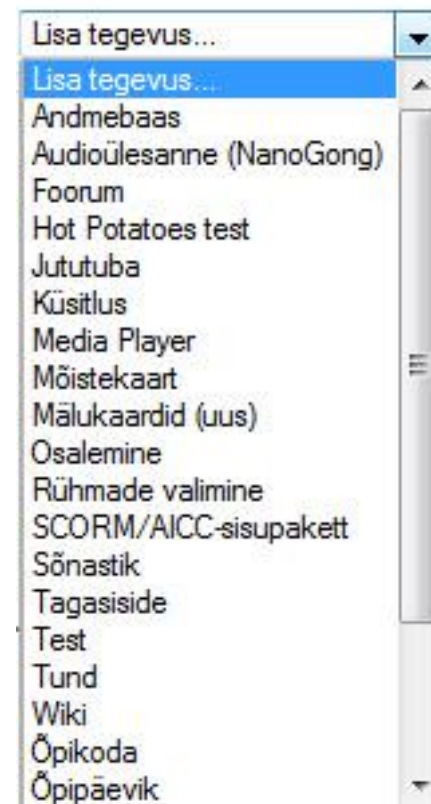 Lisa tegevus...
Lisa tegevus...
Andmebaas
Audioülesanne (NanoGong)
Foorum
Hot Potatoes test
Jututuba
Küsitlus
Media Player
Mõistekaart
Mälukaardid (uus)
Osalemine
Rühmade valimine
SCORM/AICC-sisupakett
Sõnastik
Tagasiside
Test
Tund
Wiki
Õpikoda
Õpipäevik